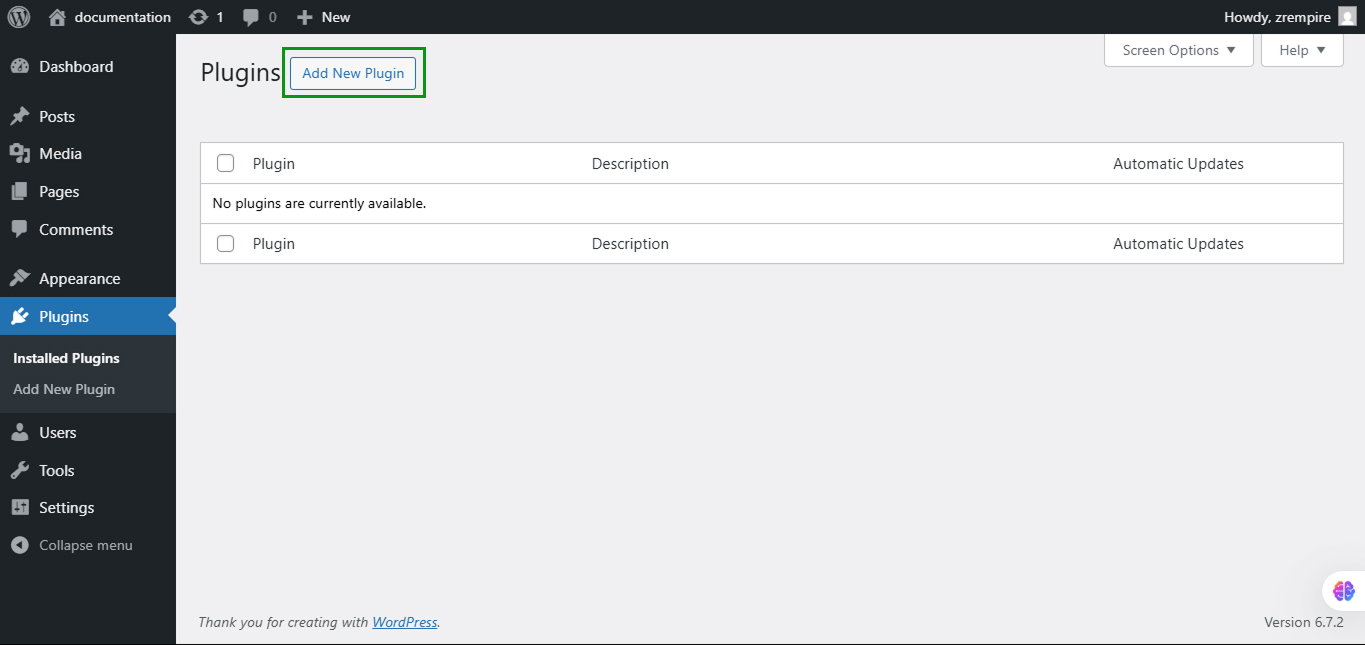 documentation 1 0 New Howdy, zrempire
Dashboard
Posts
Media
Pages
Comments
Appearance
Plugins
Installed Plugins
Add New Plugin
Users
Tools
Settings
Collapse menu
Screen Options Help
Plugins Add New Plugin
Plugin Description Automatic Updates
No plugins are currently available.
Plugin Description Automatic Updates
Thank you for creating with WordPress. Version 6.7.2